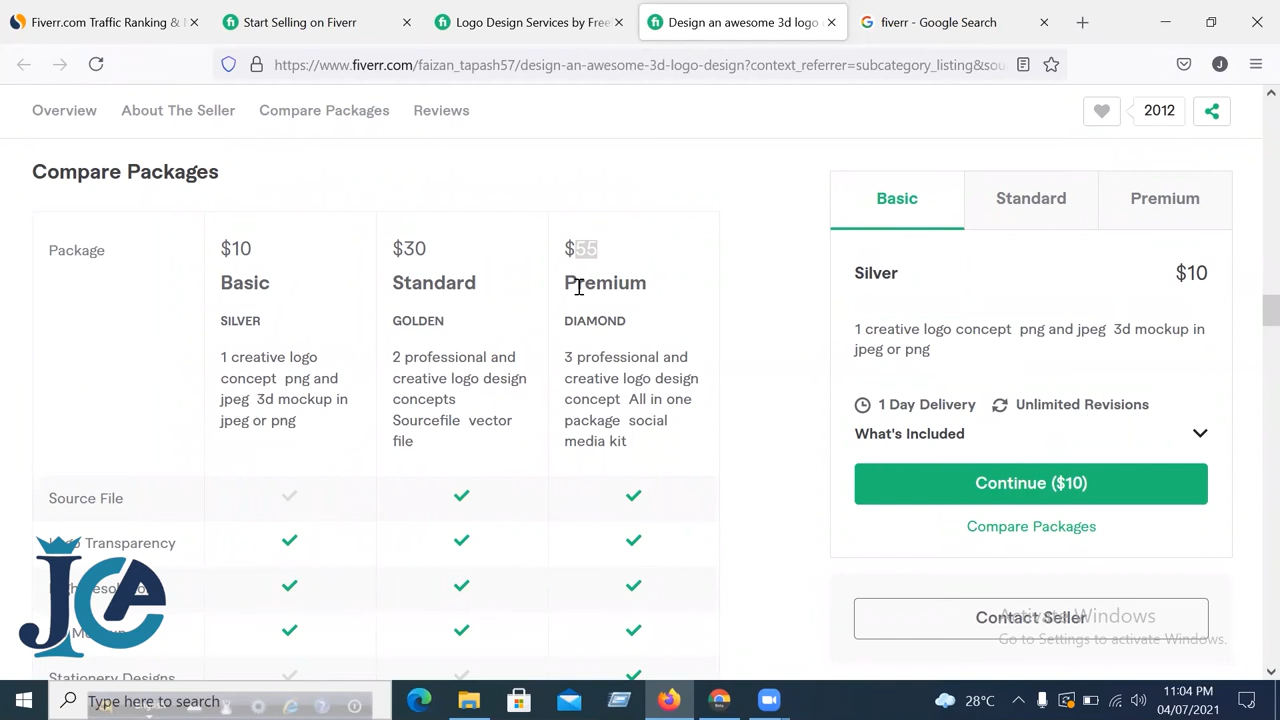 Fiverr.com Traffic Ranking &
Start Selling on Fiverr
Logo Design Services by Free
Design an awesome 3d logo
fiverr - Google Search
https://www.fiverr.com/faizan_tapash57/design-an-awesome-3d-logo-design?context_referrer=subcategory_listing&sou
J
Overview
About The Seller
Compare Packages
Reviews
2012
Compare Packages
Package
$10
Basic
SILVER
1 creative logo
concept png and
jpeg 3d mockup in
jpeg or png
$30
Standard
GOLDEN
2 professional and
creative logo design
concepts
Sourcefile vector
file
$55
Premium
DIAMOND
3 professional and
creative logo design
concept All in one
package social
media kit
Source File
Logo Transparency
Stationery Designs
Basic
Standard
Premium
Silver
$10
1 creative logo concept png and jpeg 3d mockup in
jpeg or png
1 Day Delivery
Unlimited Revisions
What's Included
Continue ($10)
Compare Packages
Contact Seller
Activate Windows
Go to Settings to activate Windows.
Type here to search
28°C
11:04 PM
04/07/2021